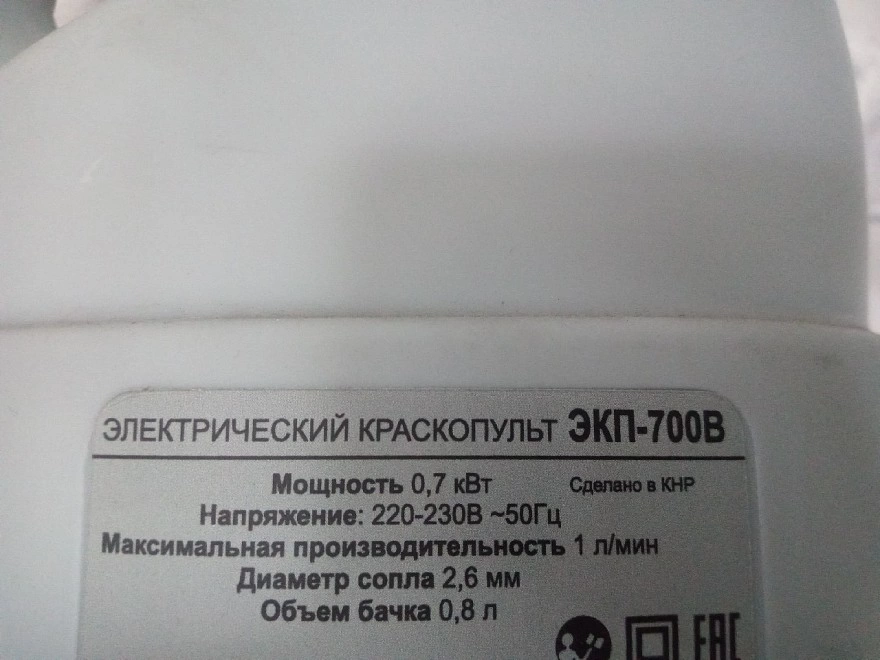 ЭЛЕКТРИЧЕСКИЙ КРАСКОПУЛЬТ ЭКП-700В
Мощность 0,7 кВт Сделано в КНР
Напряжение: 220-230В ~50Гц
Максимальная производительность 1 л/мин
Диаметр сопла 2,6 мм
Объем бачка 0,8 л
ЕАС